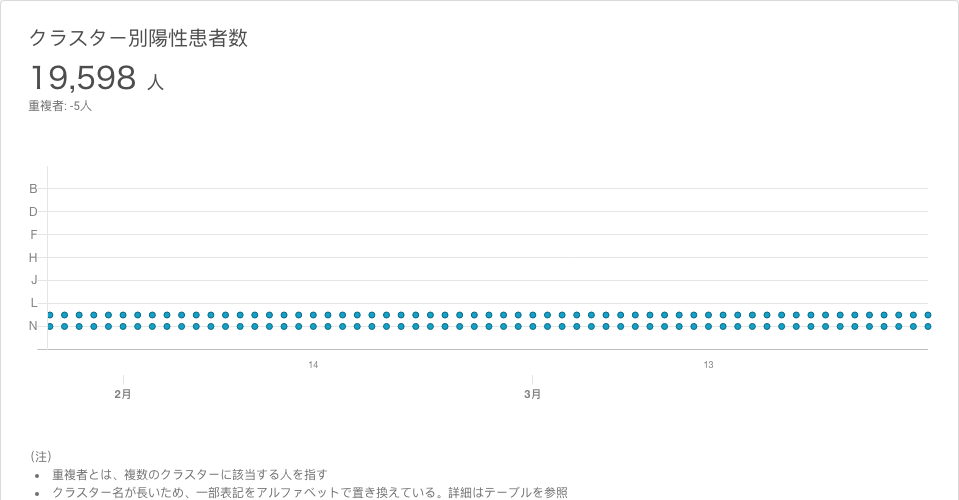 クラスター別陽性患者数
19,598 人
重複者: -5人
B
D
F
H
J
L
N
14 13
2月 3月
（注）
• 重複者とは、複数のクラスターに該当する人を指す
• クラスター名が長いため、一部表記をアルファベットで置き換えている。詳細はテーブルを参照